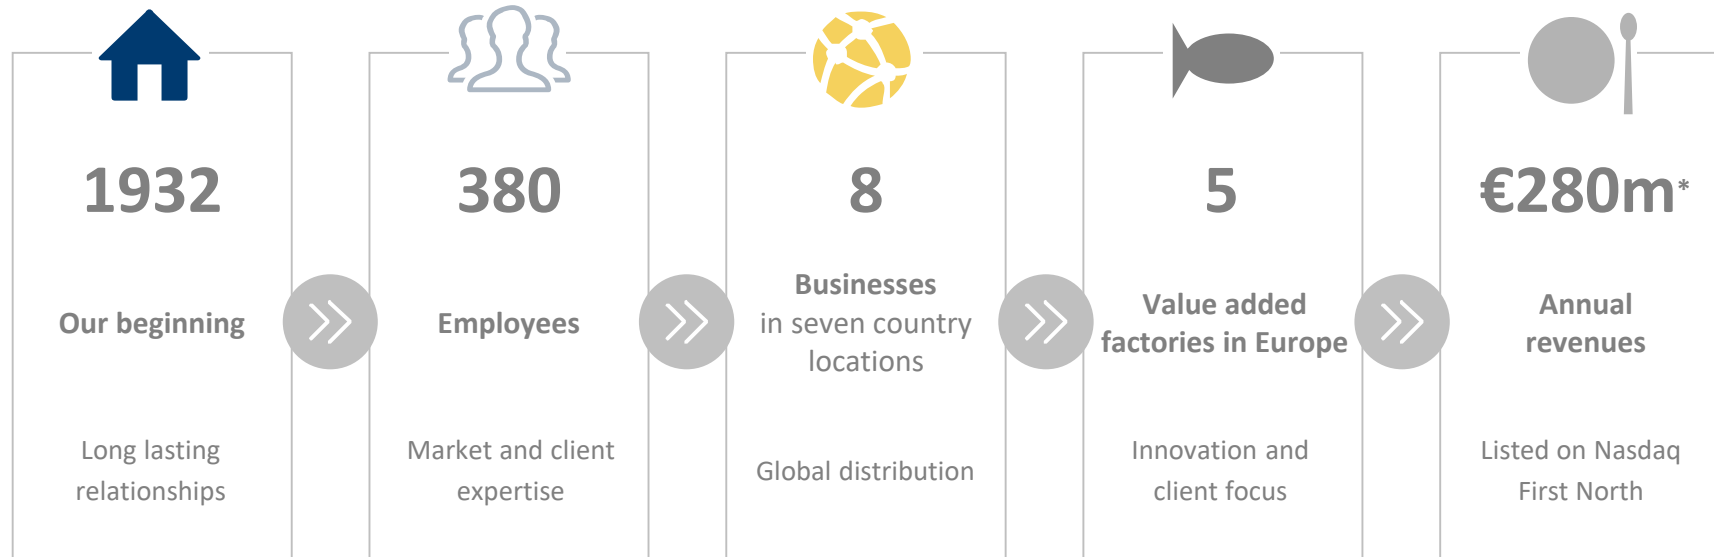 1932
Our beginning
Long lasting
relationships
380
Employees
Market and client
expertise
8
Businesses
in seven country
locations
Global distribution
5
Value added
factories in Europe
Innovation and
client focus
€280m*
Annual
revenues
Listed on Nasdaq
First North